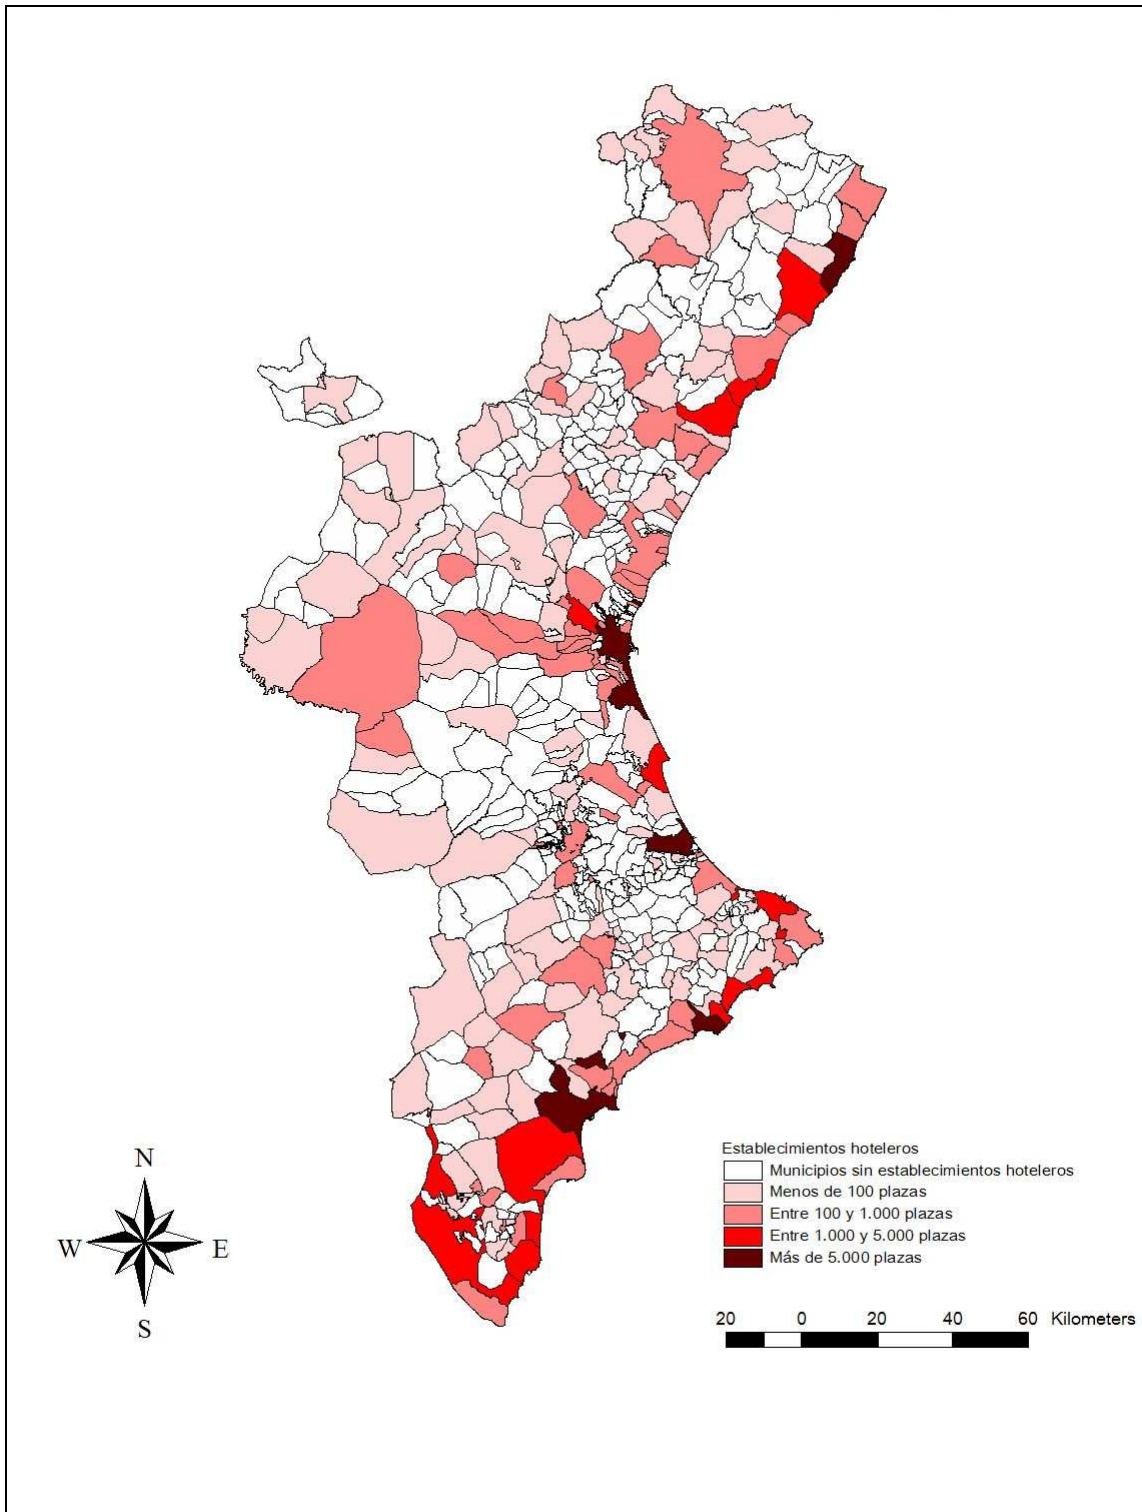 Establecimientos hoteleros
Municipios sin establecimientos hoteleros
Menos de 100 plazas
Entre 100 y 1.000 plazas
Entre 1.000 y 5.000 plazas
Más de 5.000 plazas
N
W E
S
20 0 20 40 60 Kilometers